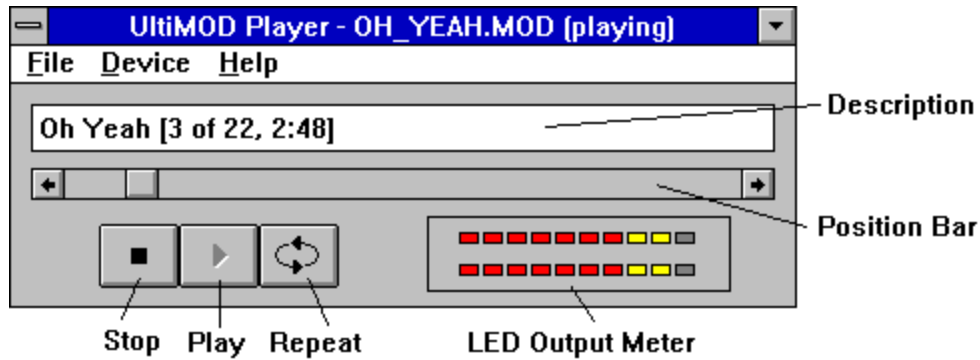 UltiMOD Player - OH_YEAH.MOD (playing)
File Device Help
Oh Yeah [3 of 22, 2:48]
Description
Position Bar
Stop Play Repeat LED Output Meter